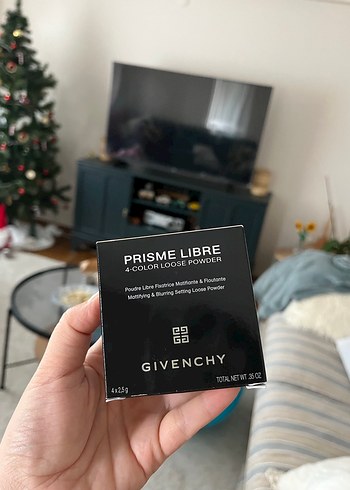 PRISME LIBRE
4-COLOR LOOSE POWDER
Poudre Libre Fixatrice Matifiante & Floutante
Mattifying & Blurring Setting Loose Powder
GIVENCHY
4 x 2,5 g
TOTAL NET WT .35 OZ